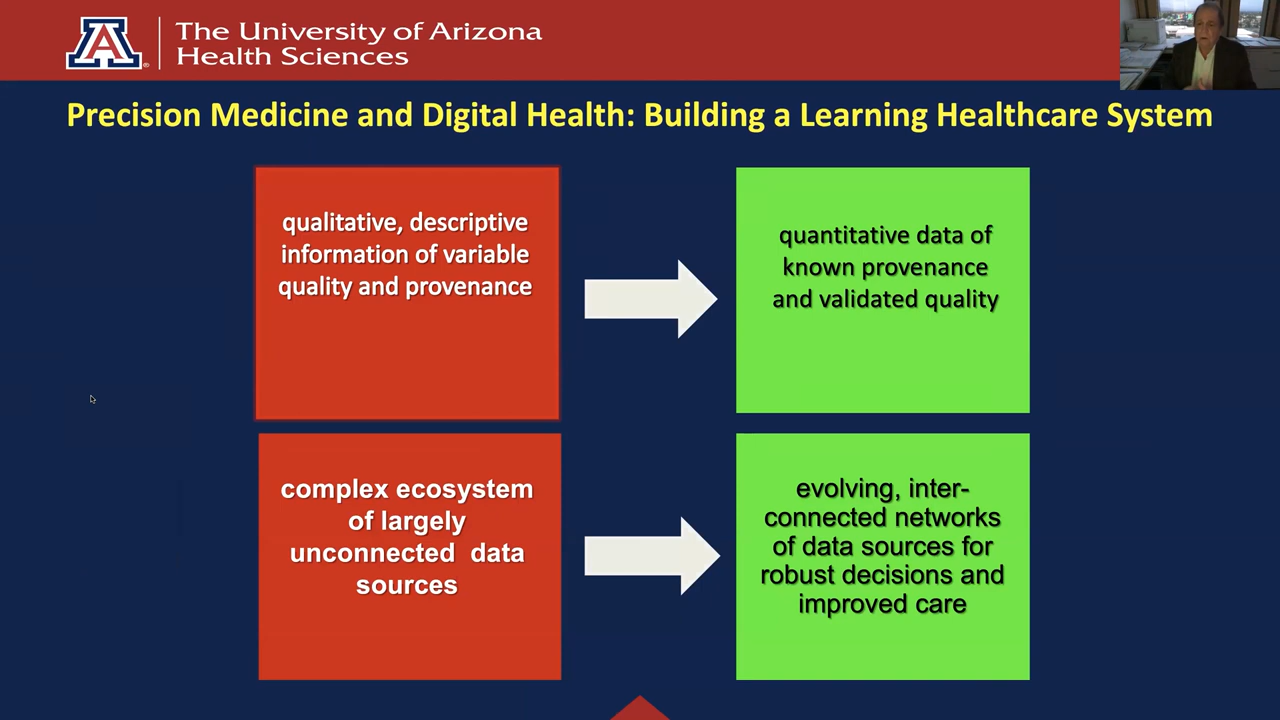 The University of Arizona
Health Sciences
Precision Medicine and Digital Health: Building a Learning Healthcare System
qualitative, descriptive
information of variable
quality and provenance
quantitative data of
known provenance
and validated quality
complex ecosystem
of largely
unconnected data
sources
evolving, inter-
connected networks
of data sources for
robust decisions and
improved care